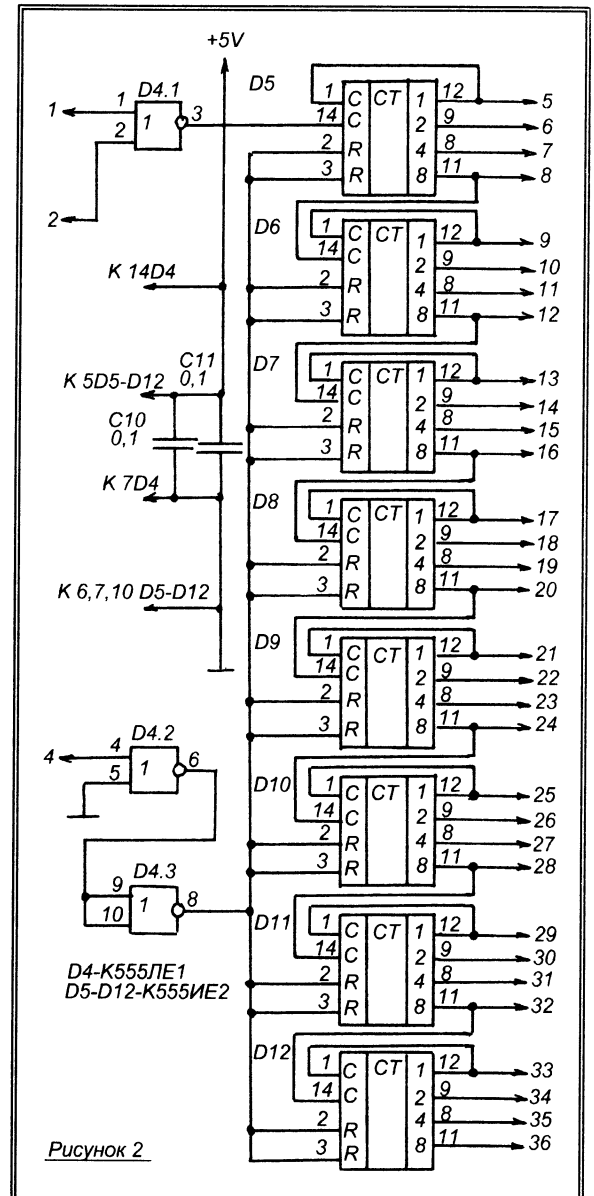 +5V
D4.1
1
1
2
1
3
2
К 14D4
К 5D5-D12
C11
0,1
C10
0,1
К 7D4
К 6,7,10 D5-D12
D4.2
4
4
5
1
6
D4.3
9
10
1
8
D4-К555ЛЕ1
D5-D12-К555ИЕ2
Рисунок 2
D5
1 C CT 1 12 5
14 C 2 9 6
2 R 4 8 7
3 R 8 11 8
D6
1 C CT 1 12 9
14 C 2 9 10
2 R 4 8 11
3 R 8 11 12
D7
1 C CT 1 12 13
14 C 2 9 14
2 R 4 8 15
3 R 8 11 16
D8
1 C CT 1 12 17
14 C 2 9 18
2 R 4 8 19
3 R 8 11 20
D9
1 C CT 1 12 21
14 C 2 9 22
2 R 4 8 23
3 R 8 11 24
D10
1 C CT 1 12 25
14 C 2 9 26
2 R 4 8 27
3 R 8 11 28
D11
1 C CT 1 12 29
14 C 2 9 30
2 R 4 8 31
3 R 8 11 32
D12
1 C CT 1 12 33
14 C 2 9 34
2 R 4 8 35
3 R 8 11 36